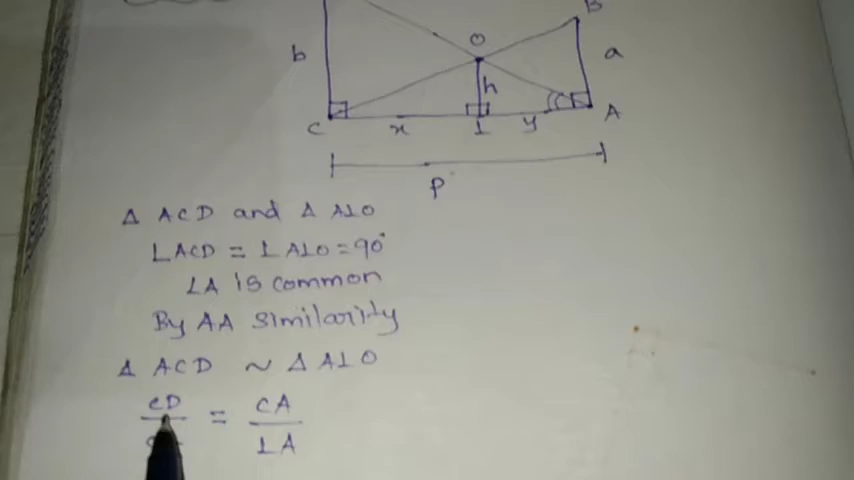 B
O
b
a
h
C
x
L
y
A
P
Δ ACD and Δ ALO
∠ACD = ∠ALO = 90°
∠A is common
By AA similarity
Δ ACD ~ Δ ALO
CD = CA
LA